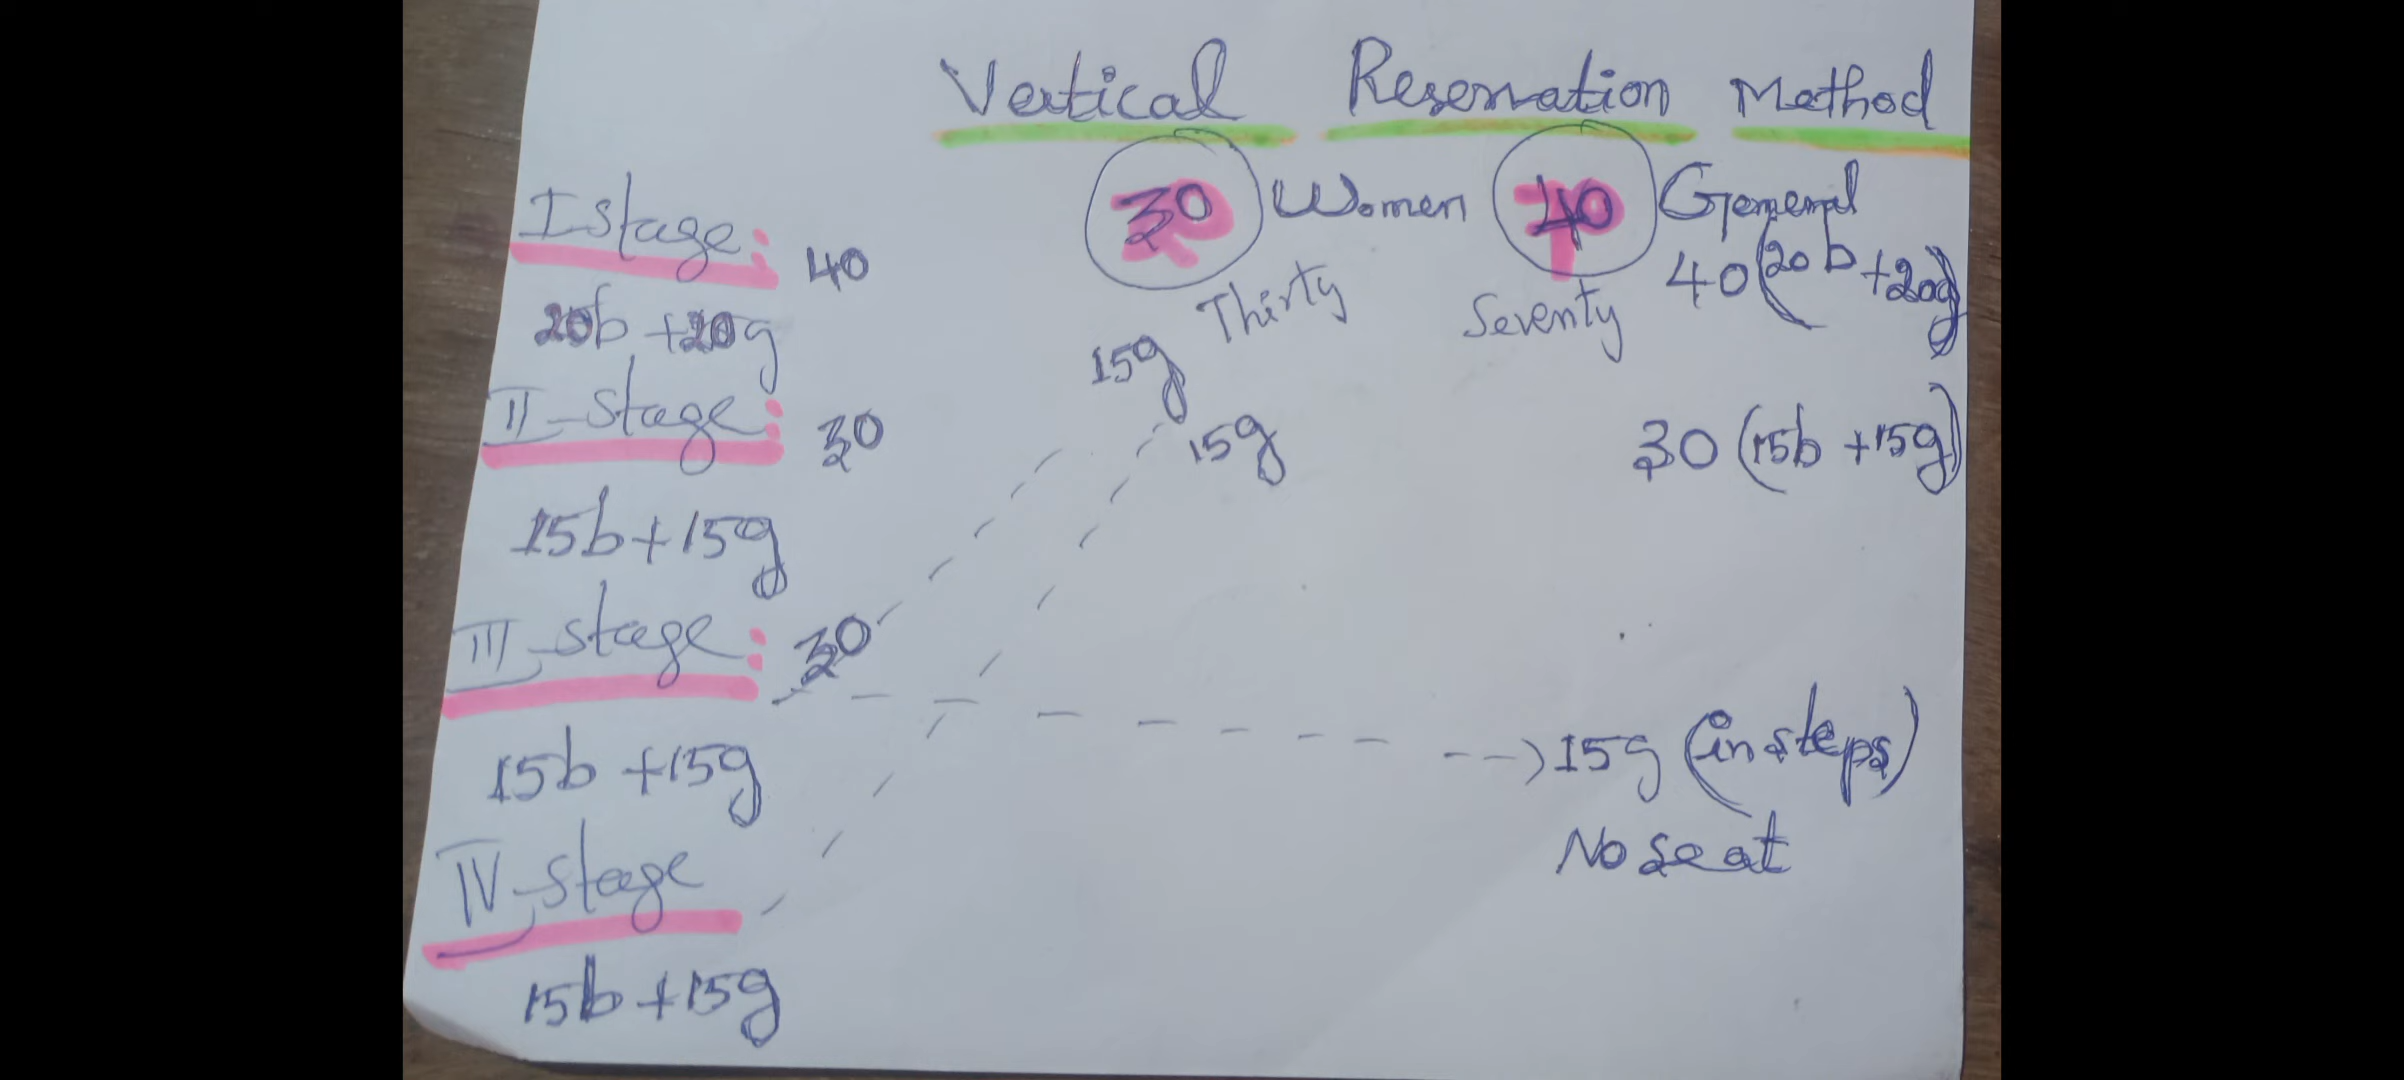 Vertical Reservation Method
30 Women 70 General
Thirty Seventy
I stage: 40
20b +20g
40 (20b +20g)
15g
II-Stage: 30
15g
30 (15b +15g)
15b+15g
III-stage: 30
15b +15g
15g (in steps)
No seat
IV-stage
15b +15g